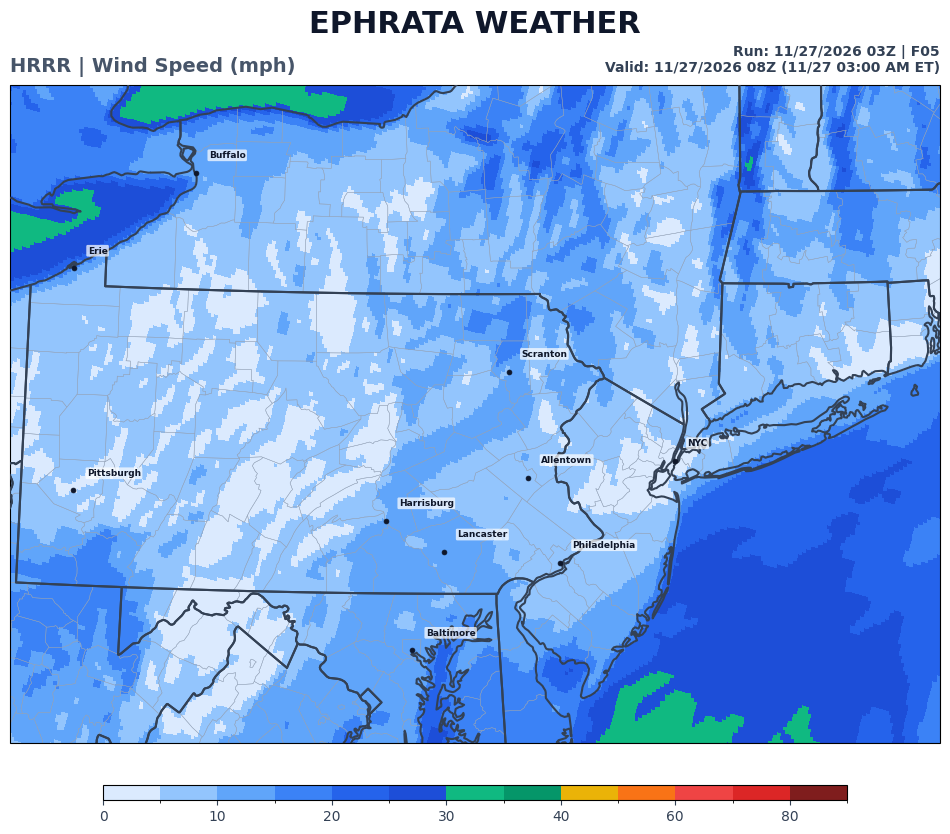 EPHRATA WEATHER
HRRR | Wind Speed (mph)
Run: 11/27/2026 03Z | F05
Valid: 11/27/2026 08Z (11/27 03:00 AM ET)
Buffalo
Erie
Scranton
NYC
Allentown
Pittsburgh
Harrisburg
Lancaster
Philadelphia
Baltimore
0 10 20 30 40 50 60 70 80